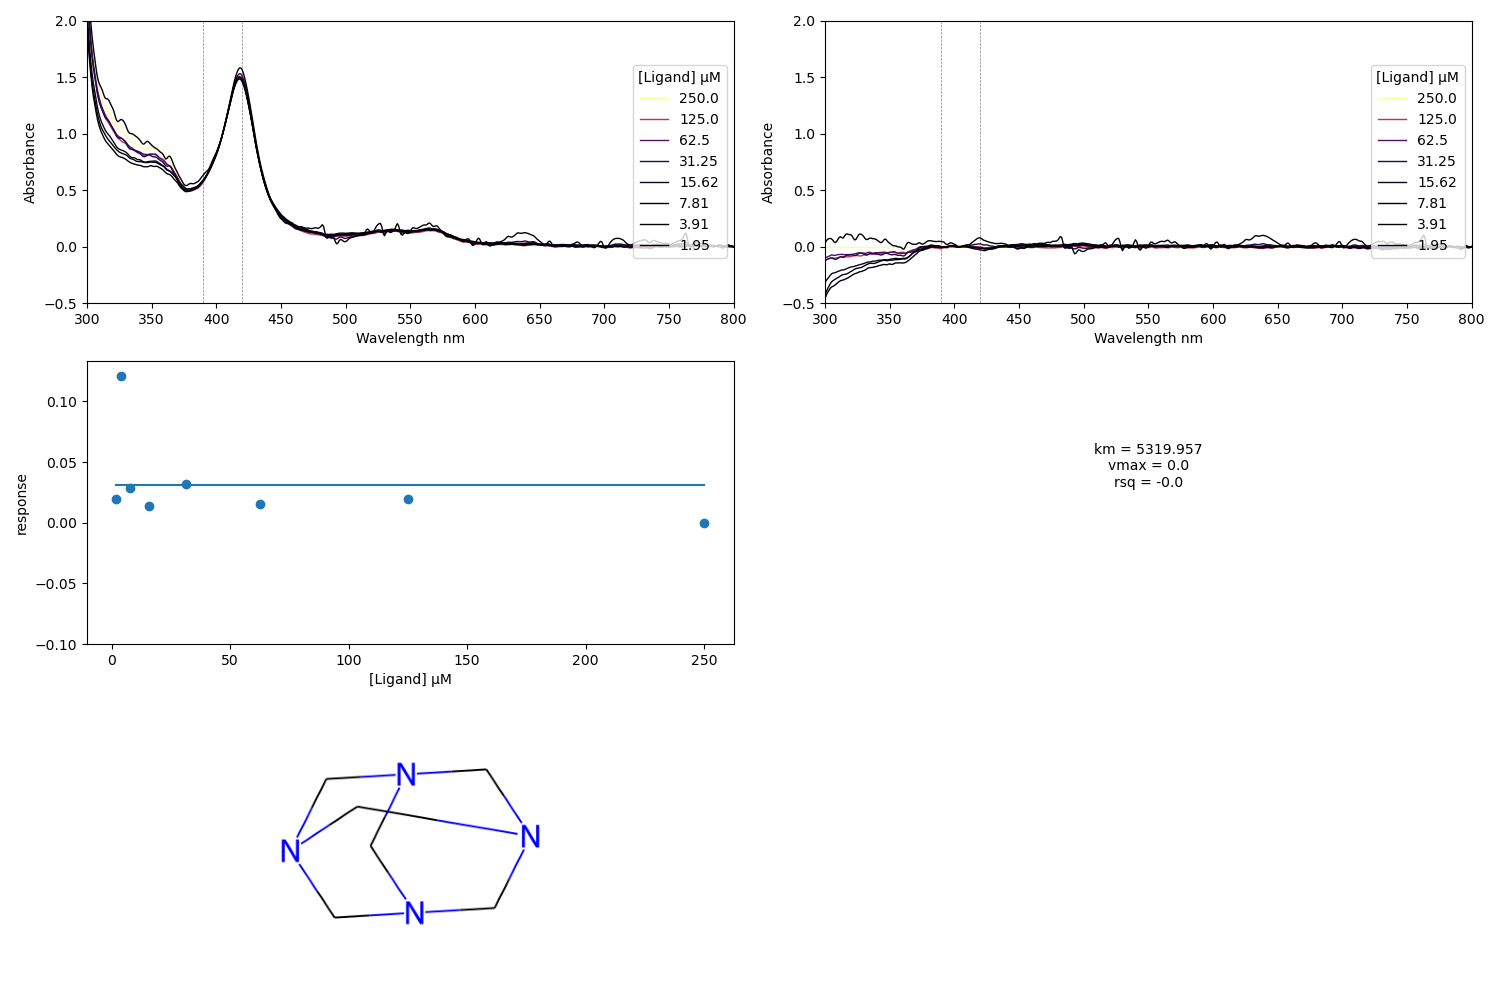 2.0
1.5
1.0
0.5
0.0
−0.5
Absorbance
300 350 400 450 500 550 600 650 700 750 800
Wavelength nm
[Ligand] µM
250.0
125.0
62.5
31.25
15.62
7.81
3.91
1.95
2.0
1.5
1.0
0.5
0.0
−0.5
Absorbance
300 350 400 450 500 550 600 650 700 750 800
Wavelength nm
[Ligand] µM
250.0
125.0
62.5
31.25
15.62
7.81
3.91
1.95
0.10
0.05
0.00
−0.05
−0.10
response
0 50 100 150 200 250
[Ligand] µM
km = 5319.957
vmax = 0.0
rsq = -0.0
N
N
N
N